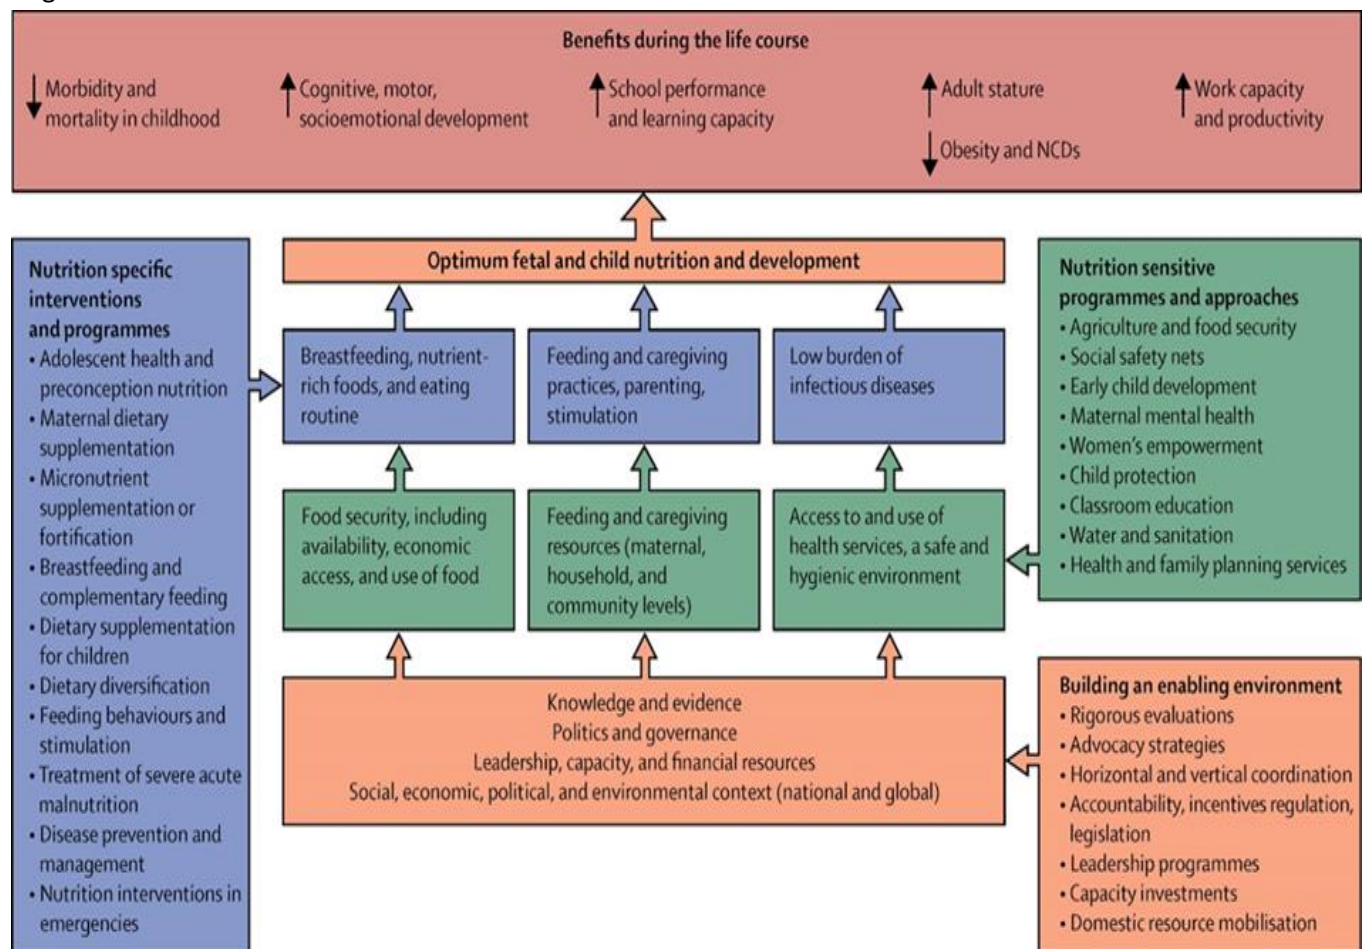 Benefits during the life course
Morbidity and
mortality in childhood
Cognitive, motor,
socioemotional development
School performance
and learning capacity
Adult stature
Obesity and NCDs
Work capacity
and productivity
Nutrition specific
interventions
and programmes
• Adolescent health and
preconception nutrition
• Maternal dietary
supplementation
• Micronutrient
supplementation or
fortification
• Breastfeeding and
complementary feeding
• Dietary supplementation
for children
• Dietary diversification
• Feeding behaviours and
stimulation
• Treatment of severe acute
malnutrition
• Disease prevention and
management
• Nutrition interventions in
emergencies
Optimum fetal and child nutrition and development
Breastfeeding, nutrient-
rich foods, and eating
routine
Feeding and caregiving
practices, parenting,
stimulation
Low burden of
infectious diseases
Food security, including
availability, economic
access, and use of food
Feeding and caregiving
resources (maternal,
household, and
community levels)
Access to and use of
health services, a safe and
hygienic environment
Knowledge and evidence
Politics and governance
Leadership, capacity, and financial resources
Social, economic, political, and environmental context (national and global)
Nutrition sensitive
programmes and approaches
• Agriculture and food security
• Social safety nets
• Early child development
• Maternal mental health
• Women's empowerment
• Child protection
• Classroom education
• Water and sanitation
• Health and family planning services
Building an enabling environment
• Rigorous evaluations
• Advocacy strategies
• Horizontal and vertical coordination
• Accountability, incentives regulation,
legislation
• Leadership programmes
• Capacity investments
• Domestic resource mobilisation